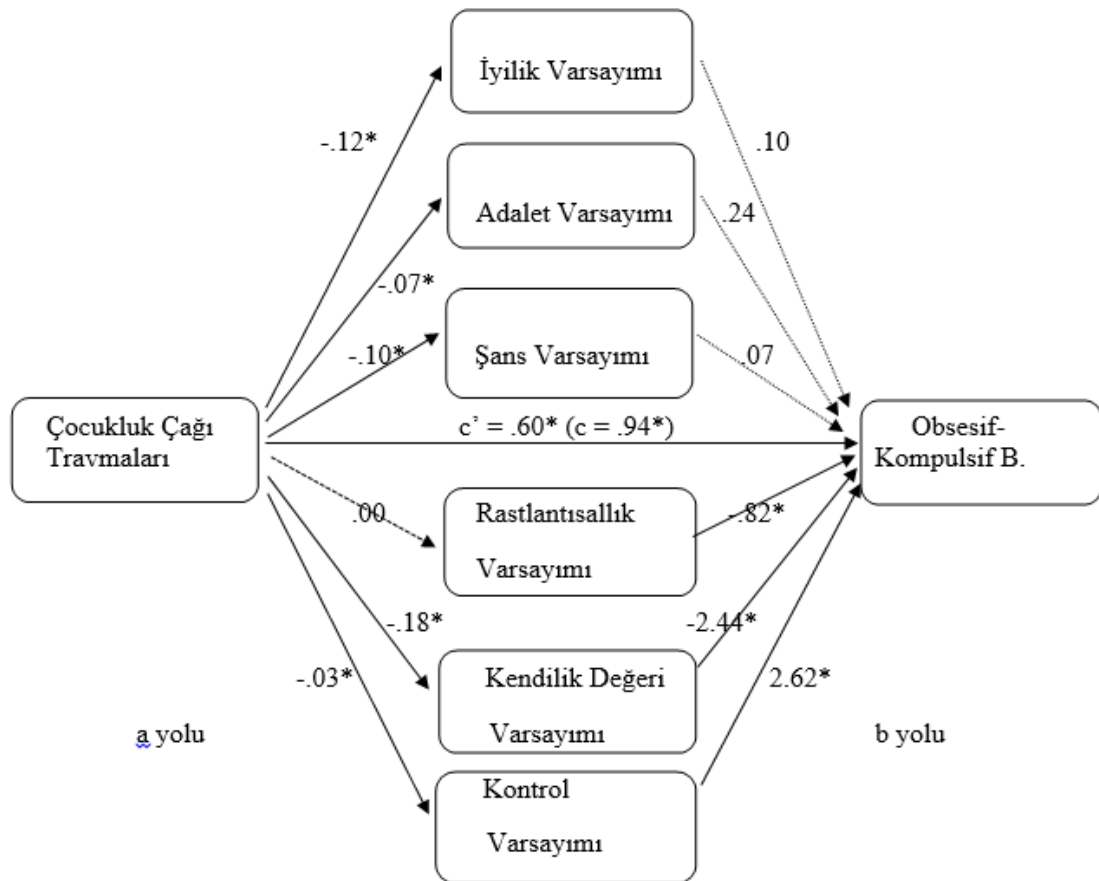 İyilik Varsayımı
-.12*
.10
Adalet Varsayımı
.24
-.07*
Şans Varsayımı
-.10*
.07
Çocukluk Çağı
Travmaları
c’ = .60* (c = .94*)
Obsesif-
Kompulsif B.
.00
Rastlantısallık
Varsayımı
-.82*
-.18*
-2.44*
Kendilik Değeri
Varsayımı
-.03*
2.62*
a yolu
b yolu
Kontrol
Varsayımı